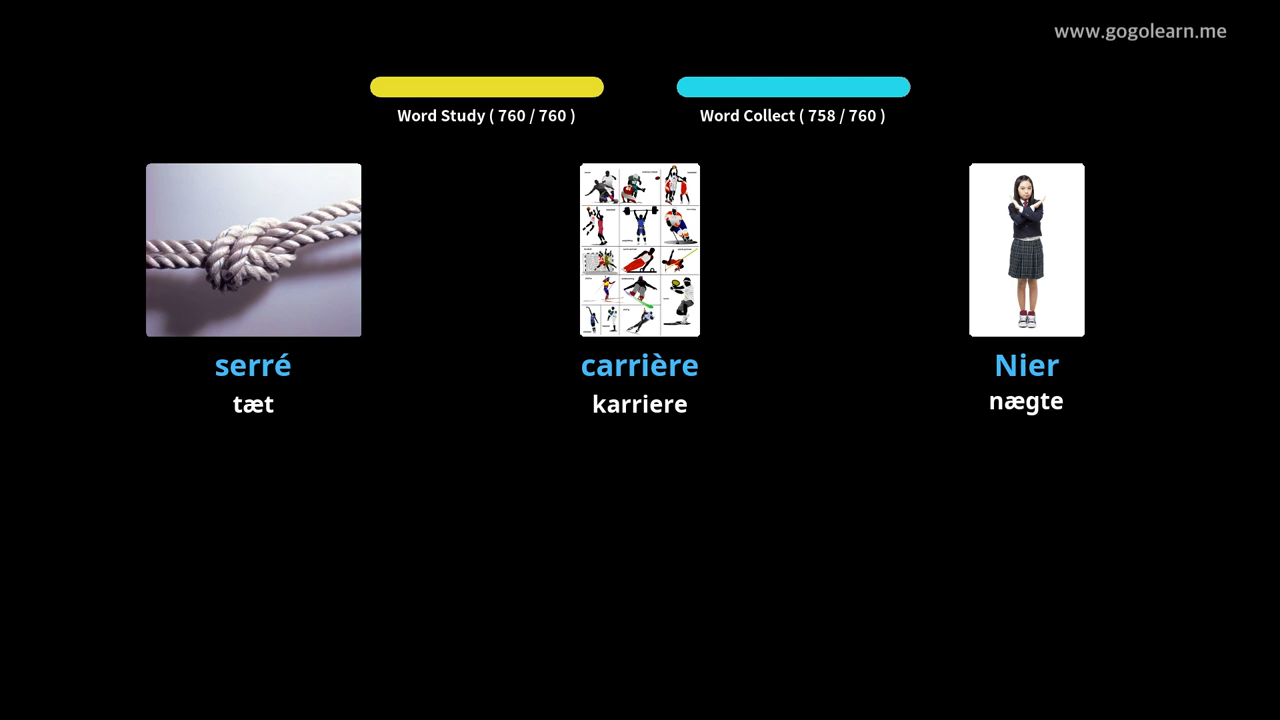 www.gogolearn.me
Word Study ( 760 / 760 )
Word Collect ( 758 / 760 )
serré
carrière
Nier
tæt
karriere
nægte